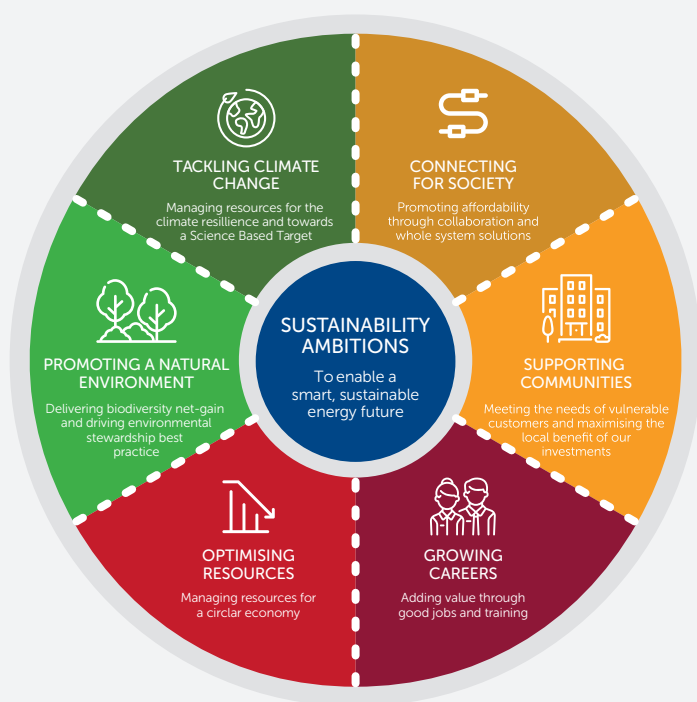 TACKLING CLIMATE
CHANGE
Managing resources for the
climate resillience and towards
a Science Based Target
CONNECTING
FOR SOCIETY
Promoting affordability
through collaboration and
whole system solutions
PROMOTING A NATURAL
ENVIRONMENT
Delivering biodiversity net-gain
and driving environmental
stewardship best
practice
SUSTAINABILITY
AMBITIONS
To enable a
smart, sustainable
energy future
SUPPORTING
COMMUNITIES
Meeting the needs of vulnerable
customers and maximising the
local benefit of our
investments
OPTIMISING
RESOURCES
Managing resources for
a circlar economy
GROWING
CAREERS
Adding value through
good jobs and training